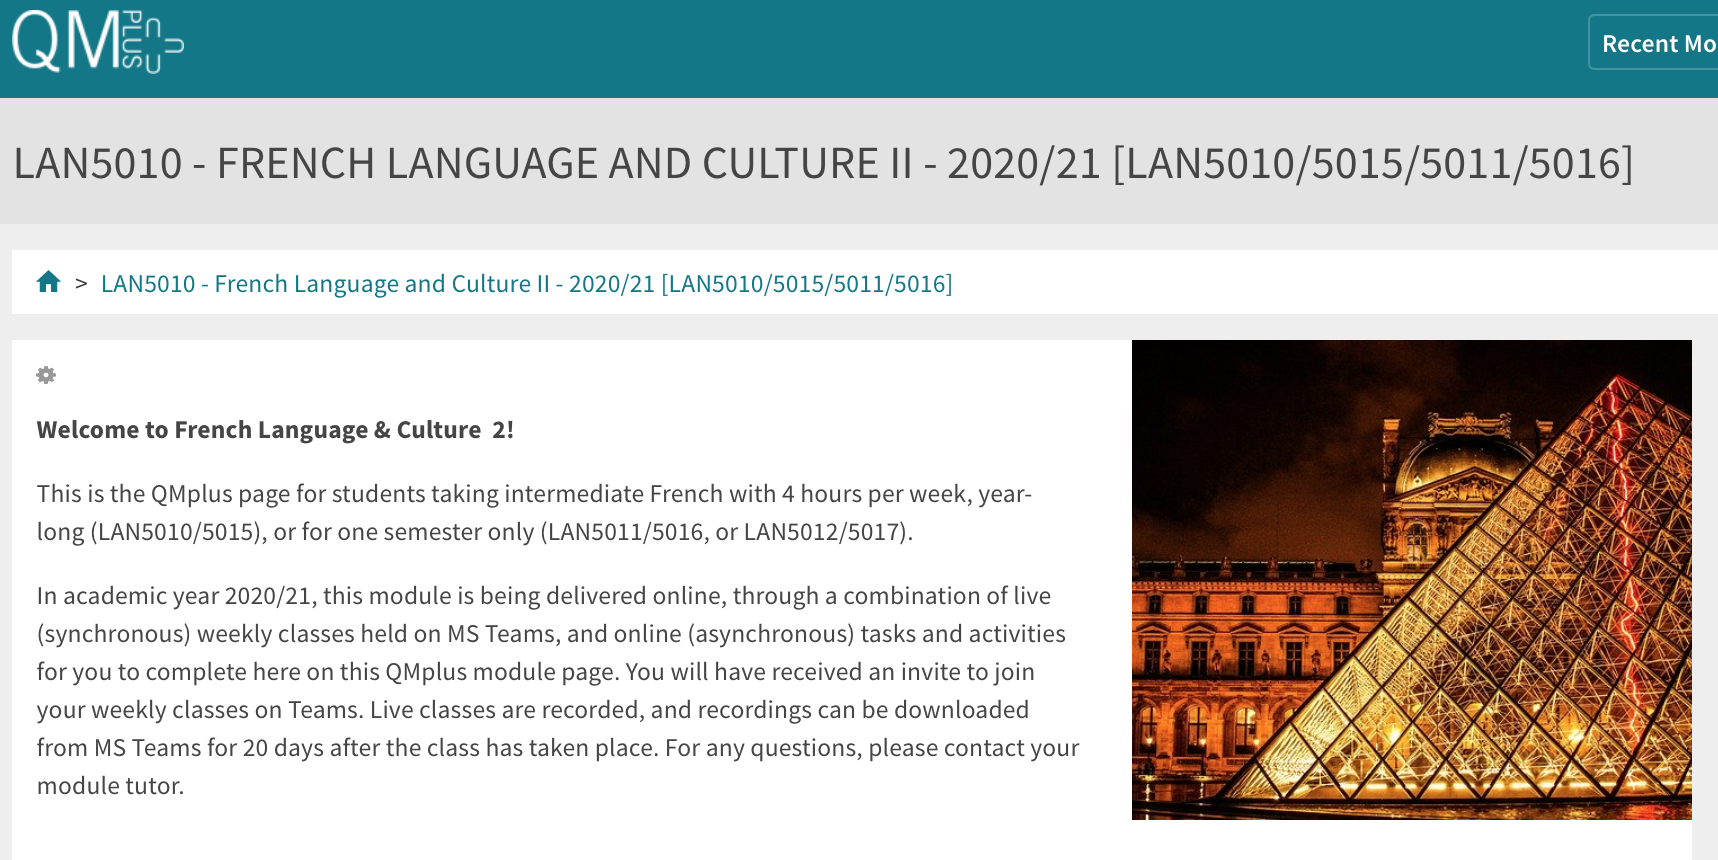 QM PLUS
Recent Mo
LAN5010 - FRENCH LANGUAGE AND CULTURE II - 2020/21 [LAN5010/5015/5011/5016]
> LAN5010 - French Language and Culture II - 2020/21 [LAN5010/5015/5011/5016]
Welcome to French Language & Culture  2!
This is the QMplus page for students taking intermediate French with 4 hours per week, year-
long (LAN5010/5015), or for one semester only (LAN5011/5016, or LAN5012/5017).
In academic year 2020/21, this module is being delivered online, through a combination of live
(synchronous) weekly classes held on MS Teams, and online (asynchronous) tasks and activities
for you to complete here on this QMplus module page. You will have received an invite to join
your weekly classes on Teams. Live classes are recorded, and recordings can be downloaded
from MS Teams for 20 days after the class has taken place. For any questions, please contact your
module tutor.